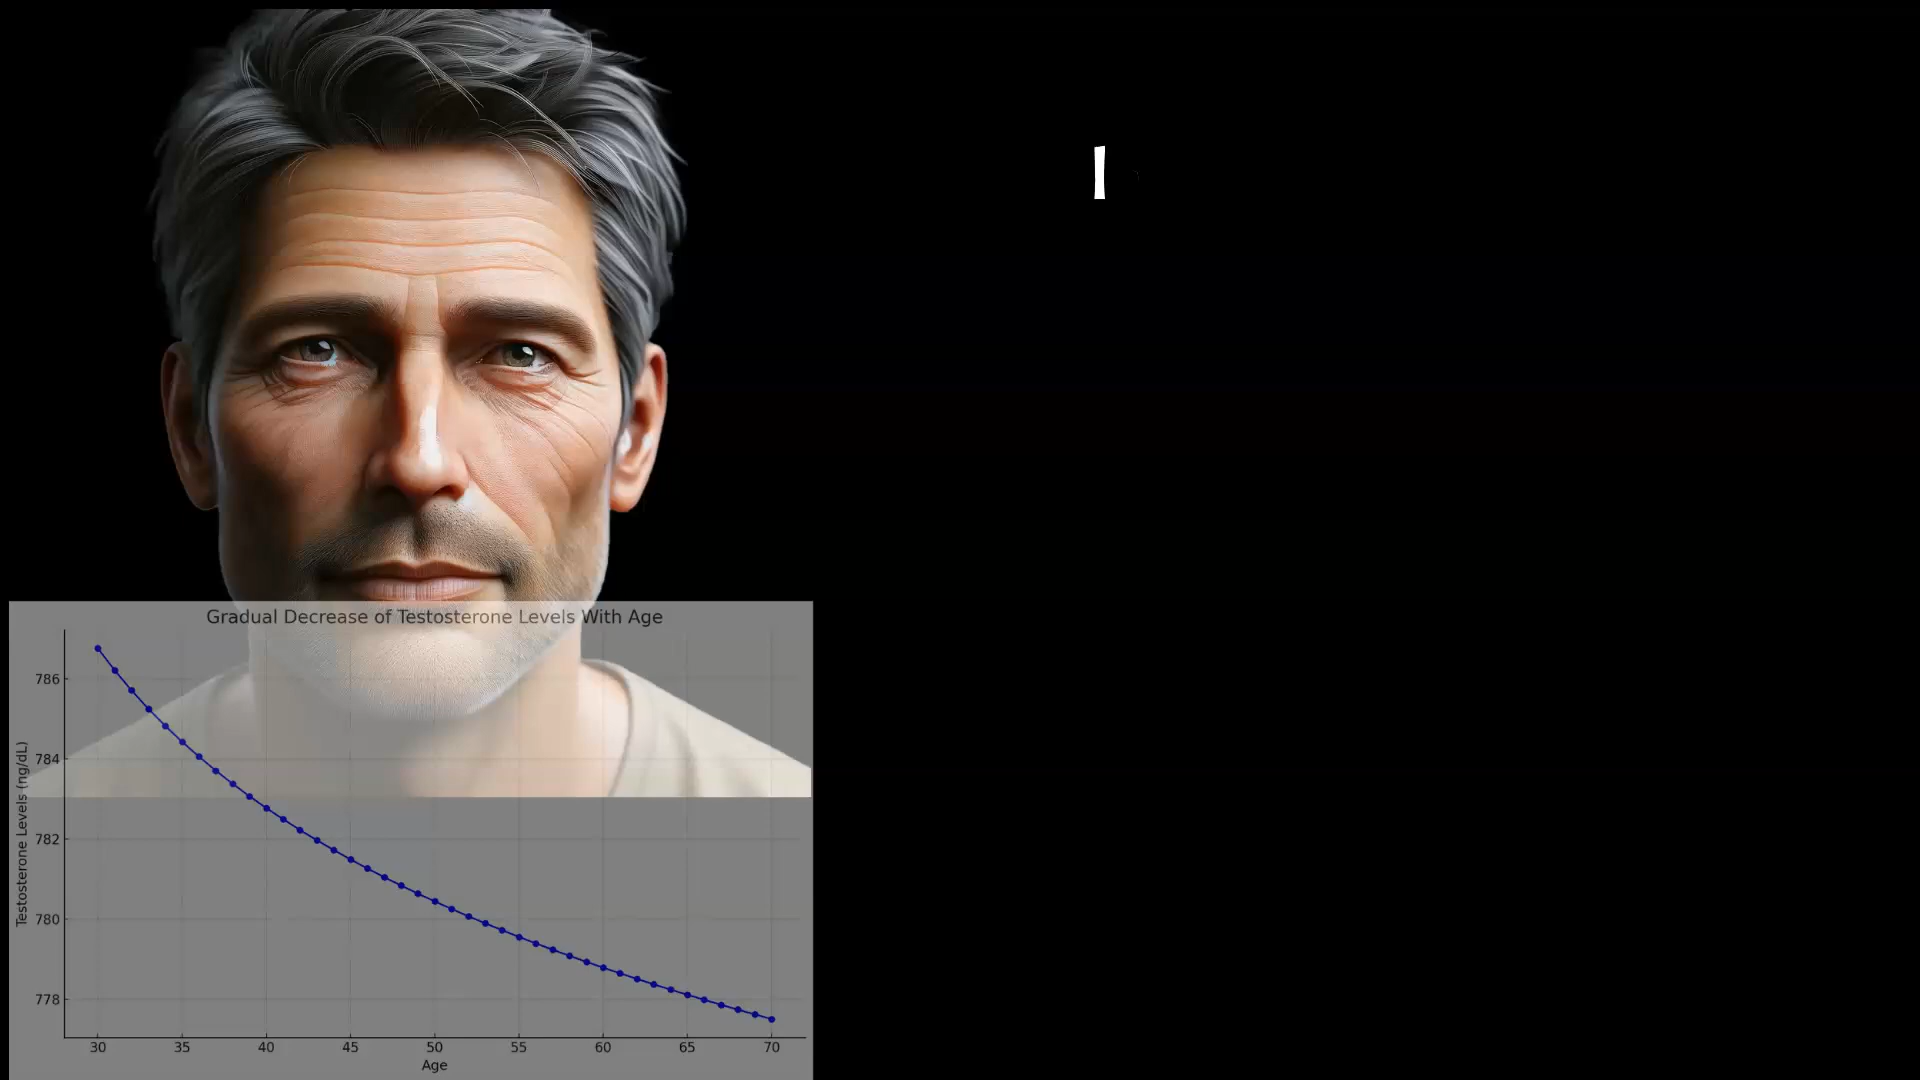 I
Gradual Decrease of Testosterone Levels With Age
Testosterone Levels (ng/dL)
786
784
782
780
778
30 35 40 45 50 55 60 65 70
Age